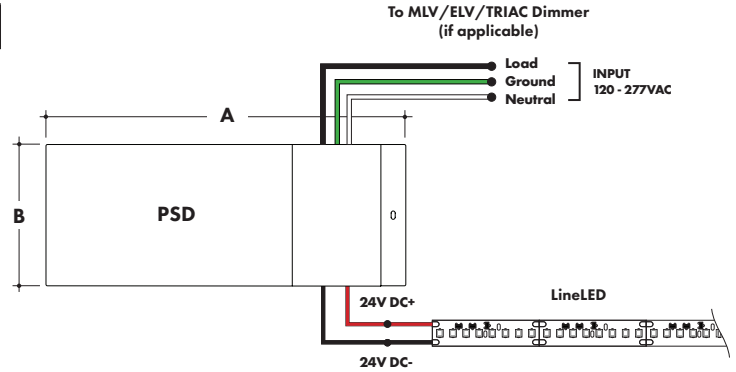 To MLV/ELV/TRIAC Dimmer
(if applicable)
Load
Ground
Neutral
INPUT
120 - 277VAC
A
B
PSD
24V DC+
LineLED
24V DC-